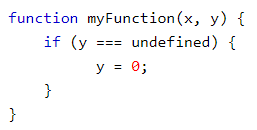 function myFunction(x, y) {
    if (y === undefined) {
        y = 0;
    }
}